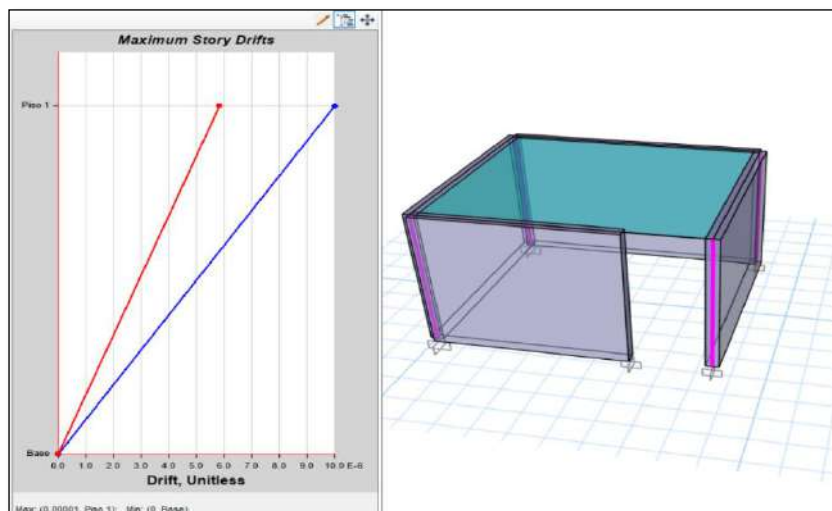 Maximum Story Drifts
Piso 1
Base
0.0 1.0 2.0 3.0 4.0 5.0 6.0 7.0 8.0 9.0 10.0 E-6
Drift, Unitless
Max: (0.00001, Piso 1); Min: (0, Base)